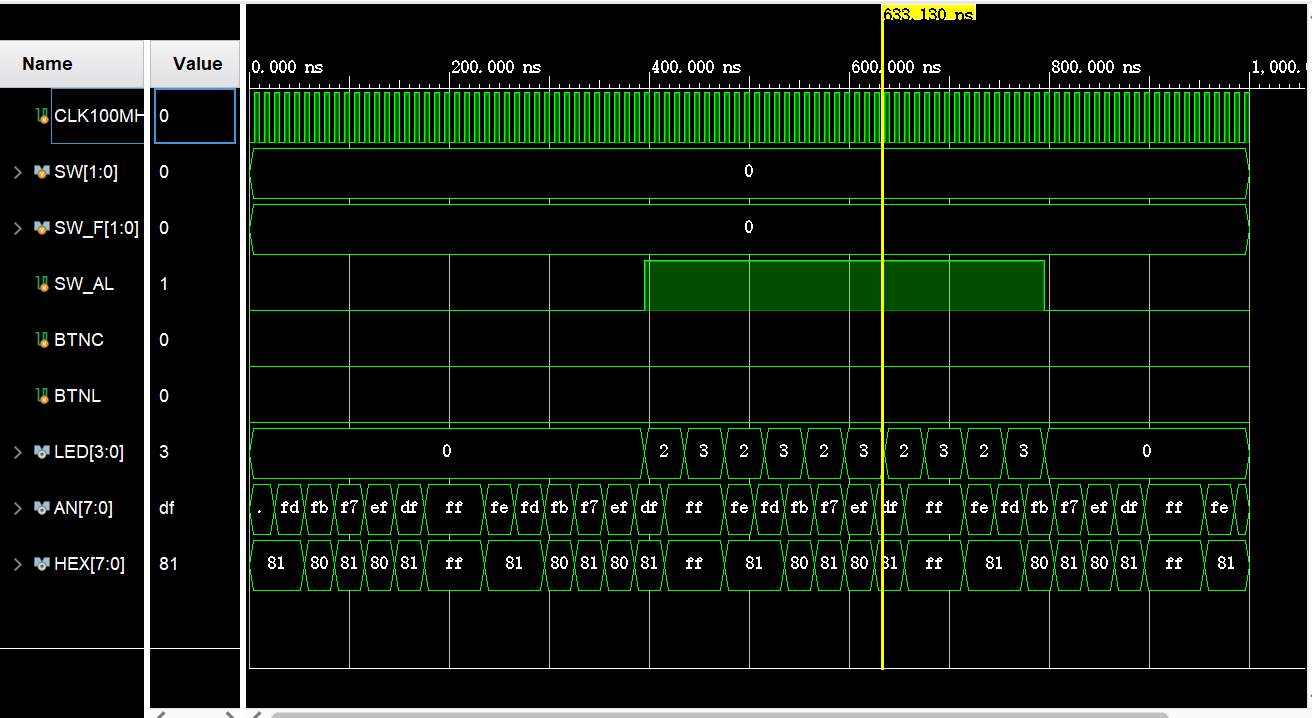 633.130 ns
Name Value
0.000 ns 200.000 ns 400.000 ns 600.000 ns 800.000 ns 1,000.
CLK100MH 0
SW[1:0] 0 0
SW_F[1:0] 0 0
SW_AL 1
BTNC 0
BTNL 0
LED[3:0] 3 0 2 3 2 3 2 3 2 3 2 3 0
AN[7:0] df . fd fb f7 ef df ff fe fd fb f7 ef df ff fe fd fb f7 ef df ff fe fd fb f7 ef df ff fe
HEX[7:0] 81 81 80 81 80 81 ff 81 80 81 80 81 ff 81 80 81 80 81 ff 81 80 81 80 81 ff 81